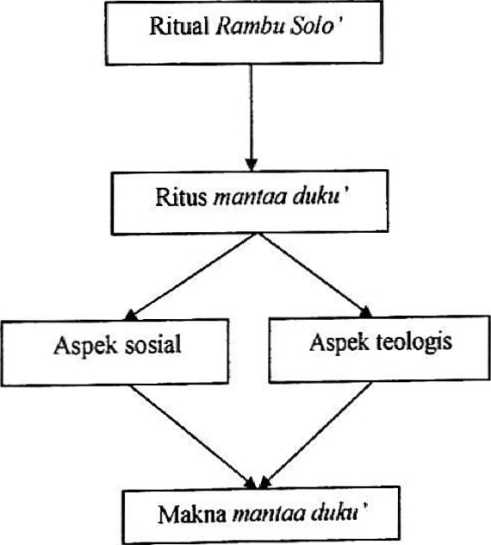 Ritual Rambu Solo'
Ritus mantaa duku'
Aspek sosial
Aspek teologis
Makna mantaa duku'